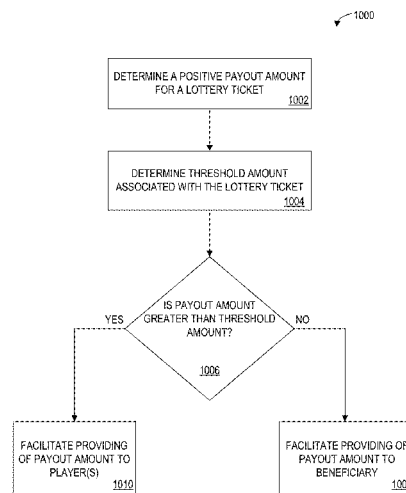 1000
DETERMINE A POSITIVE PAYOUT AMOUNT
FOR A LOTTERY TICKET
1002
DETERMINE THRESHOLD AMOUNT
ASSOCIATED WITH THE LOTTERY TICKET
1004
IS PAYOUT AMOUNT
GREATER THAN THRESHOLD
AMOUNT?
YES
NO
1006
FACILITATE PROVIDING
OF PAYOUT AMOUNT TO
PLAYER(S)
1010
FACILITATE PROVIDING OF
PAYOUT AMOUNT TO
BENEFICIARY